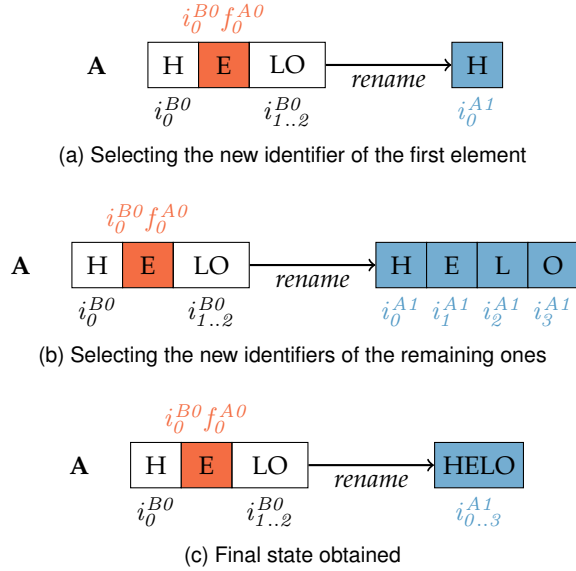 i_0^{B0} f_0^{A0}
A H E LO rename H
i_0^{B0} i_{1..2}^{B0} i_0^{A1}
(a) Selecting the new identifier of the first element
i_0^{B0} f_0^{A0}
A H E LO rename H E L O
i_0^{B0} i_{1..2}^{B0} i_0^{A1} i_1^{A1} i_2^{A1} i_3^{A1}
(b) Selecting the new identifiers of the remaining ones
i_0^{B0} f_0^{A0}
A H E LO rename HELO
i_0^{B0} i_{1..2}^{B0} i_{0..3}^{A1}
(c) Final state obtained